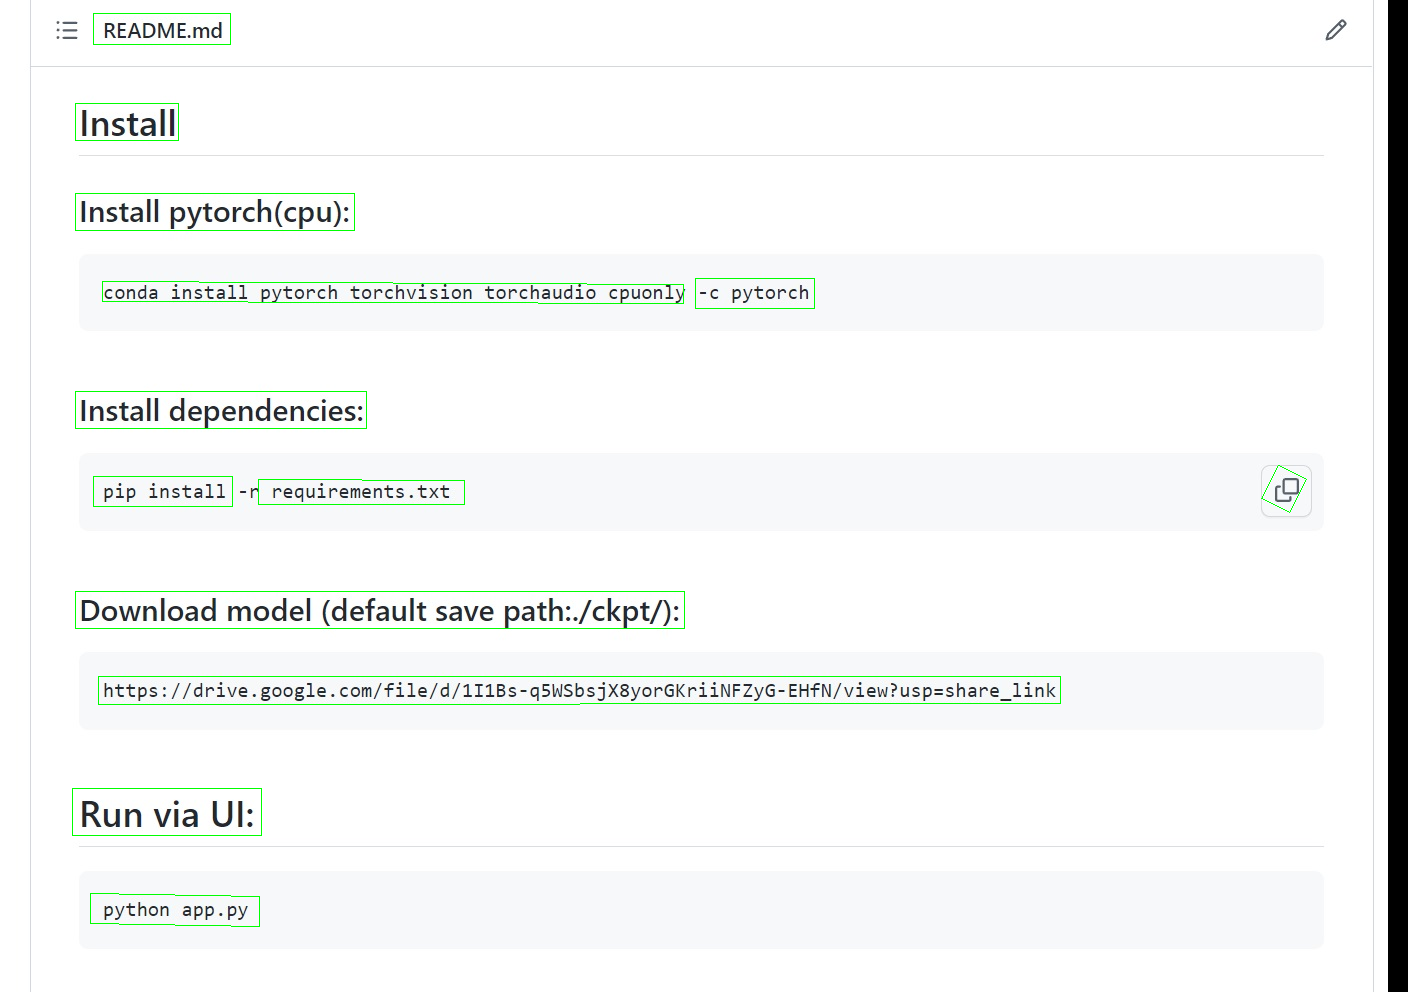 README.md
Install
Install pytorch(cpu):
conda install pytorch torchvision torchaudio cpuonly -c pytorch
Install dependencies:
pip install -r requirements.txt
Download model (default save path:./ckpt/):
https://drive.google.com/file/d/1I1Bs-q5WSbsjX8yorGKriiNFZyG-EHfN/view?usp=share_link
Run via UI:
python app.py